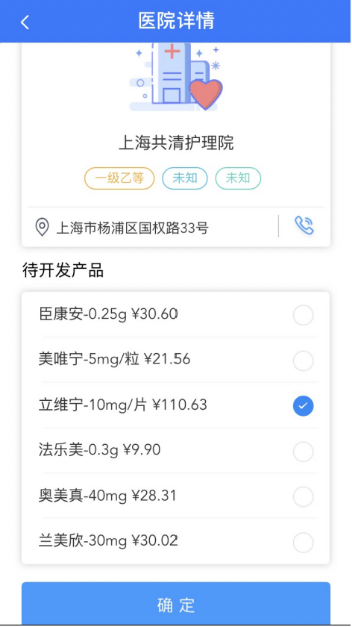 医院详情
上海共清护理院
一级乙等 未知 未知
上海市杨浦区国权路33号
待开发产品
臣康安-0.25g ¥30.60
美唯宁-5mg/粒 ¥21.56
立维宁-10mg/片 ¥110.63
法乐美-0.3g ¥9.90
奥美真-40mg ¥28.31
兰美欣-30mg ¥30.02
确 定